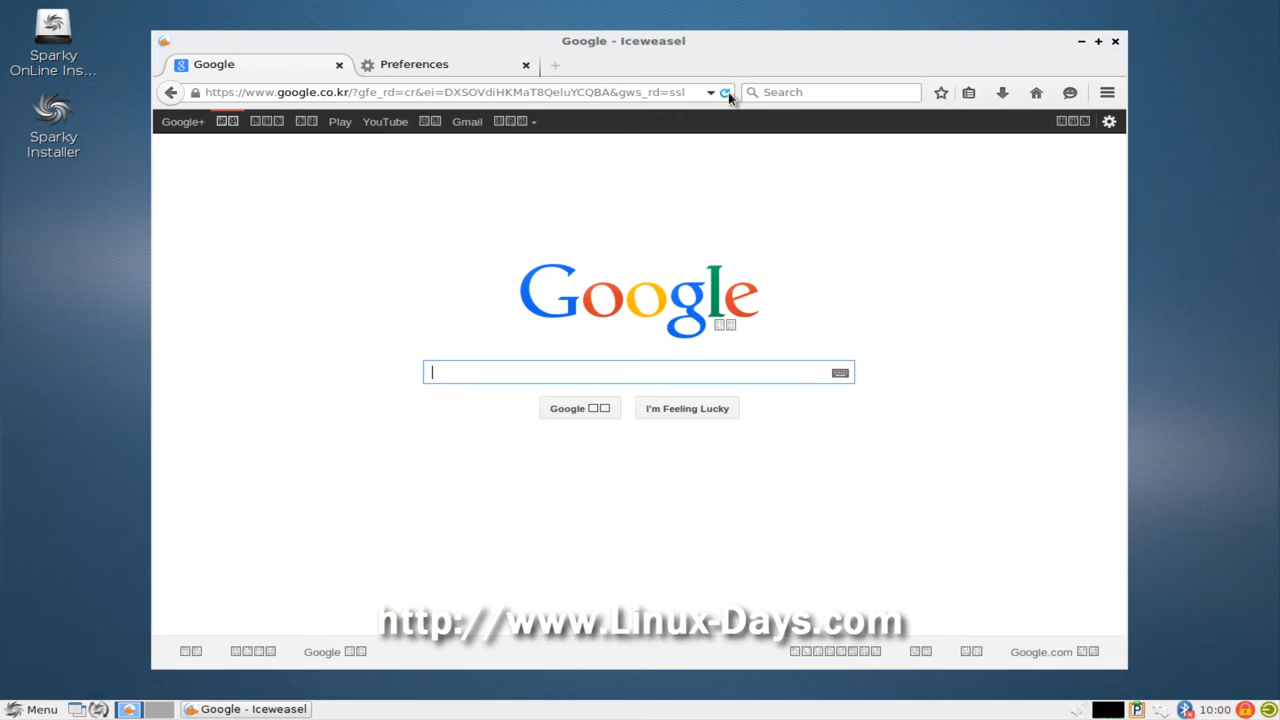 Sparky
OnLine Ins...
Sparky
Installer
Google - Iceweasel
Google
Preferences
https://www.google.co.kr/?gfe_rd=cr&ei=DXSOVdiHKMaT8QeluYCQBA&gws_rd=ssl
Search
Google+ Play YouTube Gmail
Google
Google I'm Feeling Lucky
http://www.Linux-Days.com
Google Google.com
Menu Google - Iceweasel 10:00